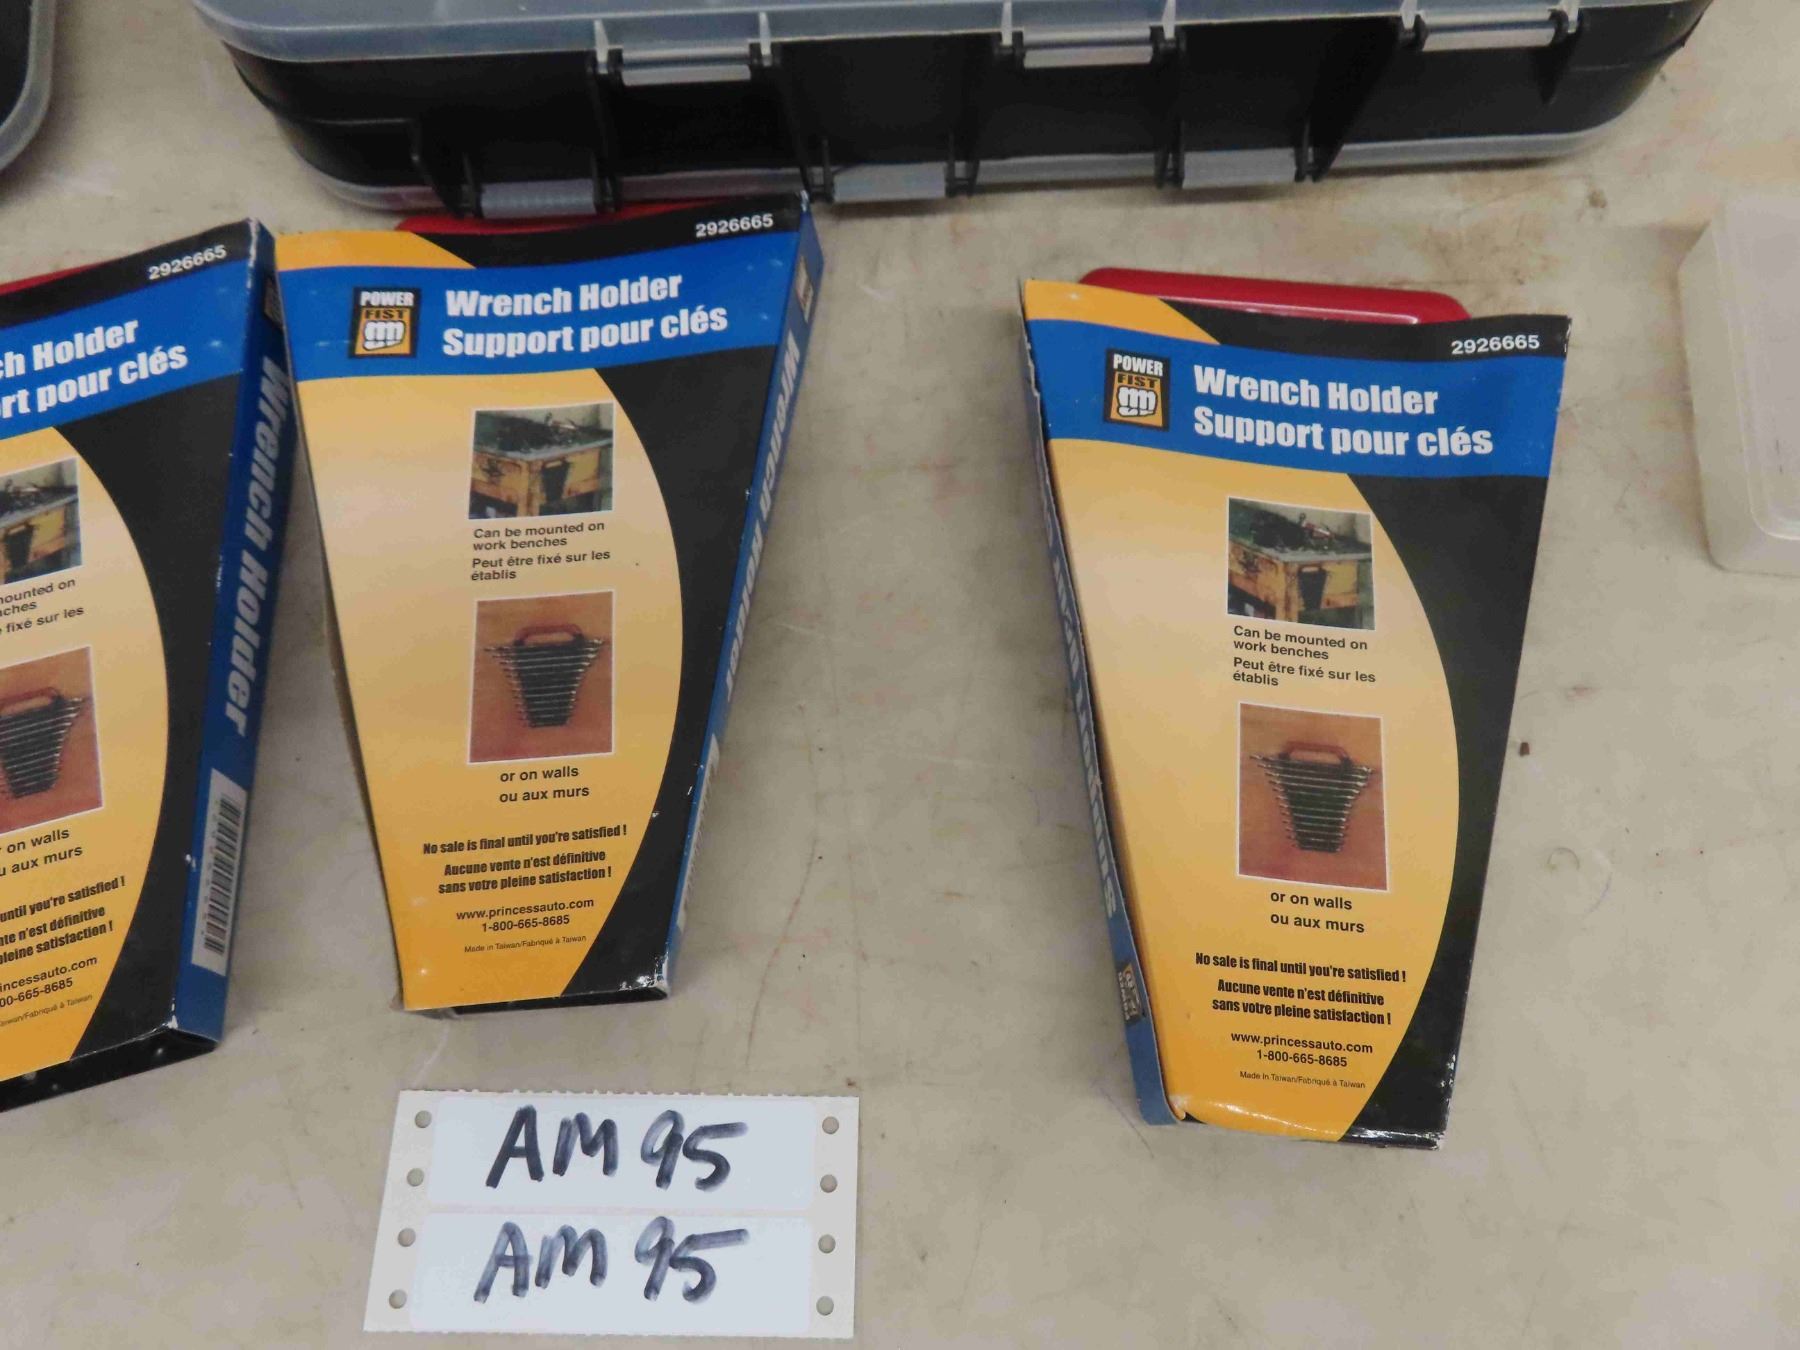 2926665
ch Holder
rt pour clés
Wrench Holder
ounted on
ches
fixé sur les
on walls
aux murs
until you're satisfied !
te n'est définitive
pleine satisfaction !
incessauto.com
00-665-8685
2926665
POWER
FIST
Wrench Holder
Support pour clés
Wrench Holder
Can be mounted on
work benches
Peut être fixé sur les
établis
or on walls
ou aux murs
No sale is final until you're satisfied !
Aucune vente n'est définitive
sans votre pleine satisfaction !
www.princessauto.com
1-800-665-8685
Made in Taiwan/Fabriqué à Taiwan
2926665
POWER
FIST
Wrench Holder
Support pour clés
Can be mounted on
work benches
Peut être fixé sur les
établis
or on walls
ou aux murs
No sale is final until you're satisfied !
Aucune vente n'est définitive
sans votre pleine satisfaction !
www.princessauto.com
1-800-665-8685
Made in Taiwan/Fabriqué à Taiwan
AM 95
AM 95